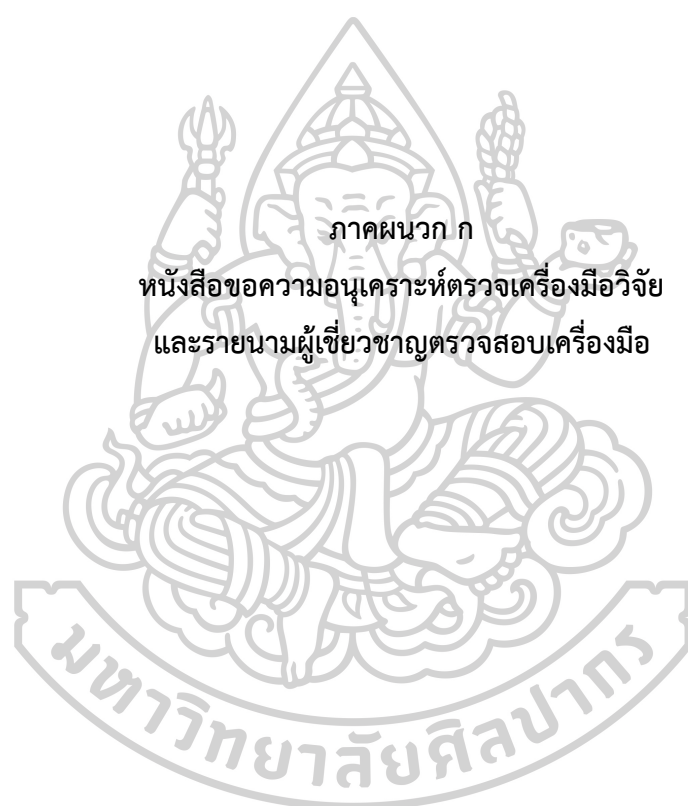 ภาคผนวก ก
หนังสือขอความอนุเคราะห์ตรวจเครื่องมือวิจัย
และรายนามผู้เชี่ยวชาญตรวจสอบเครื่องมือ
มหาวิทยาลัยศิลปากร